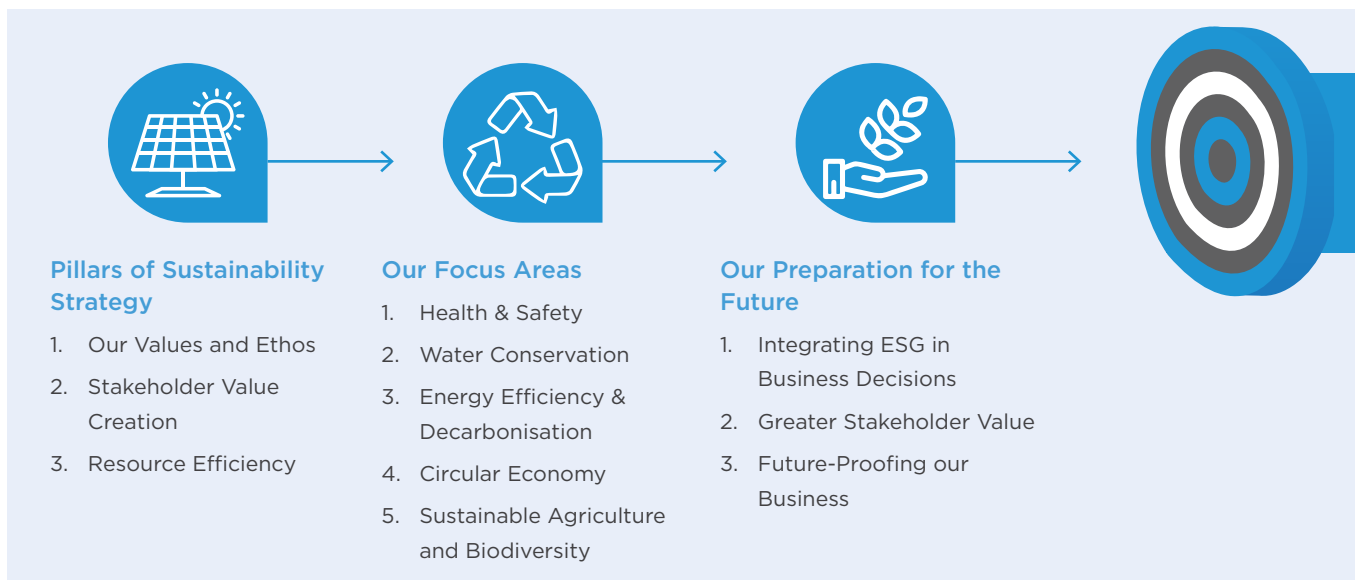 Pillars of Sustainability
Strategy
1. Our Values and Ethos
2. Stakeholder Value
Creation
3. Resource Efficiency
Our Focus Areas
1. Health & Safety
2. Water Conservation
3. Energy Efficiency &
Decarbonisation
4. Circular Economy
5. Sustainable Agriculture
and Biodiversity
Our Preparation for the
Future
1. Integrating ESG in
Business Decisions
2. Greater Stakeholder Value
3. Future-Proofing our
Business